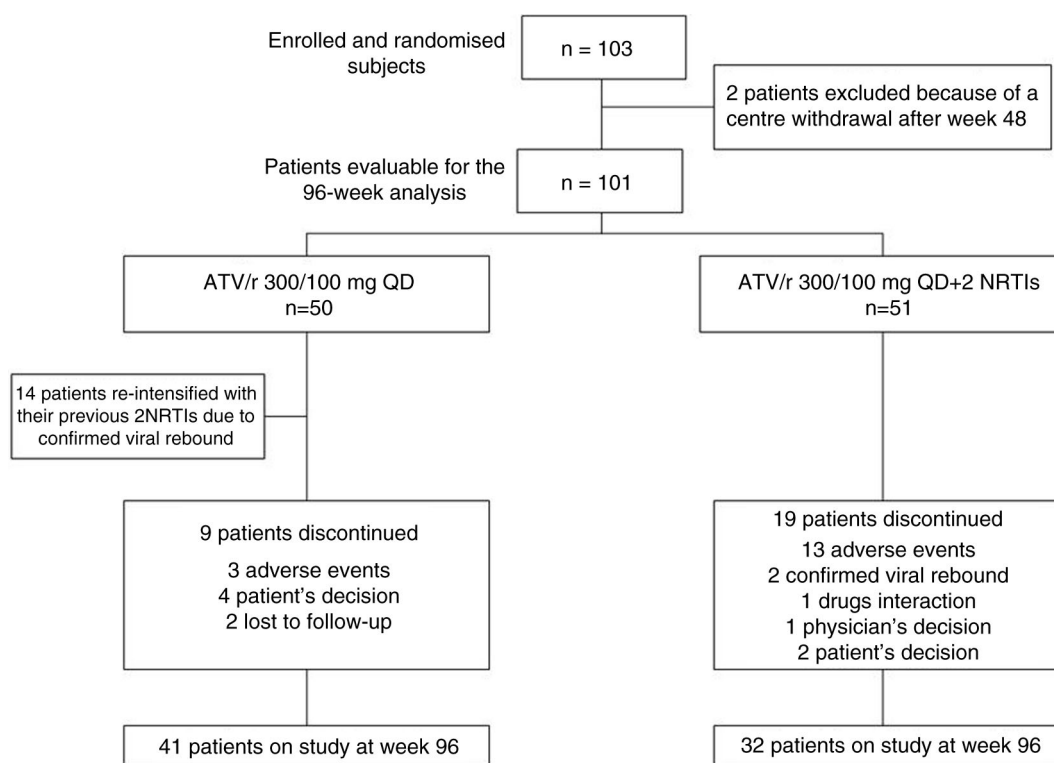 Enrolled and randomised
subjects
n = 103
2 patients excluded because of a
centre withdrawal after week 48
Patients evaluable for the
96-week analysis
n = 101
ATV/r 300/100 mg QD
n=50
ATV/r 300/100 mg QD+2 NRTIs
n=51
14 patients re-intensified with
their previous 2NRTIs due to
confirmed viral rebound
9 patients discontinued
3 adverse events
4 patient’s decision
2 lost to follow-up
19 patients discontinued
13 adverse events
2 confirmed viral rebound
1 drugs interaction
1 physician’s decision
2 patient’s decision
41 patients on study at week 96
32 patients on study at week 96